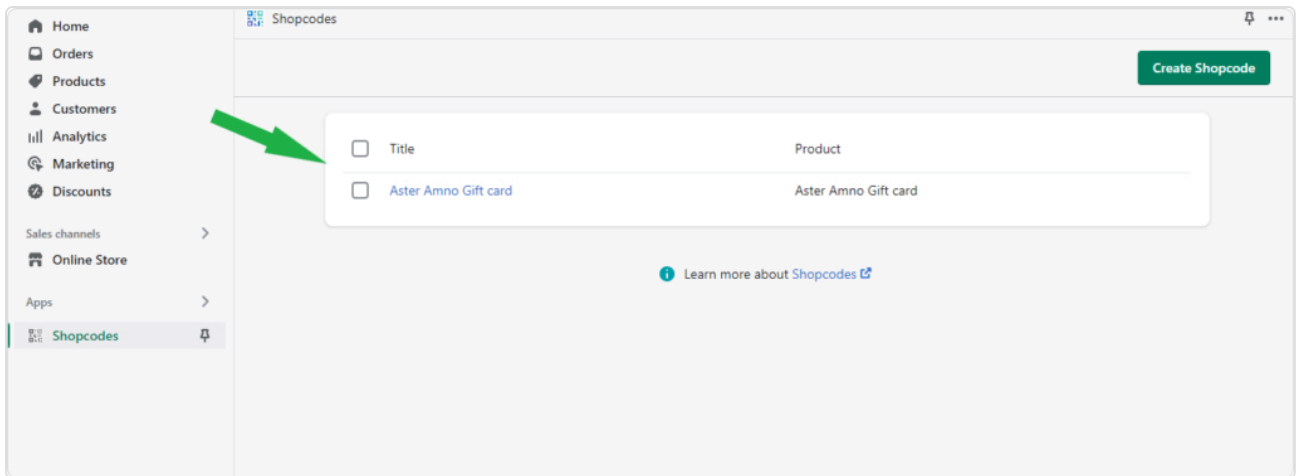 Home
Orders
Products
Customers
Analytics
Marketing
Discounts
Sales channels
Online Store
Apps
Shopcodes
Shopcodes
Create Shopcode
Title Product
Aster Amno Gift card Aster Amno Gift card
Learn more about Shopcodes